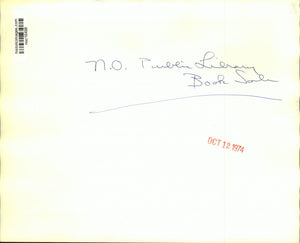 N.O. Public Library
Book Sale
OCT 12 1974